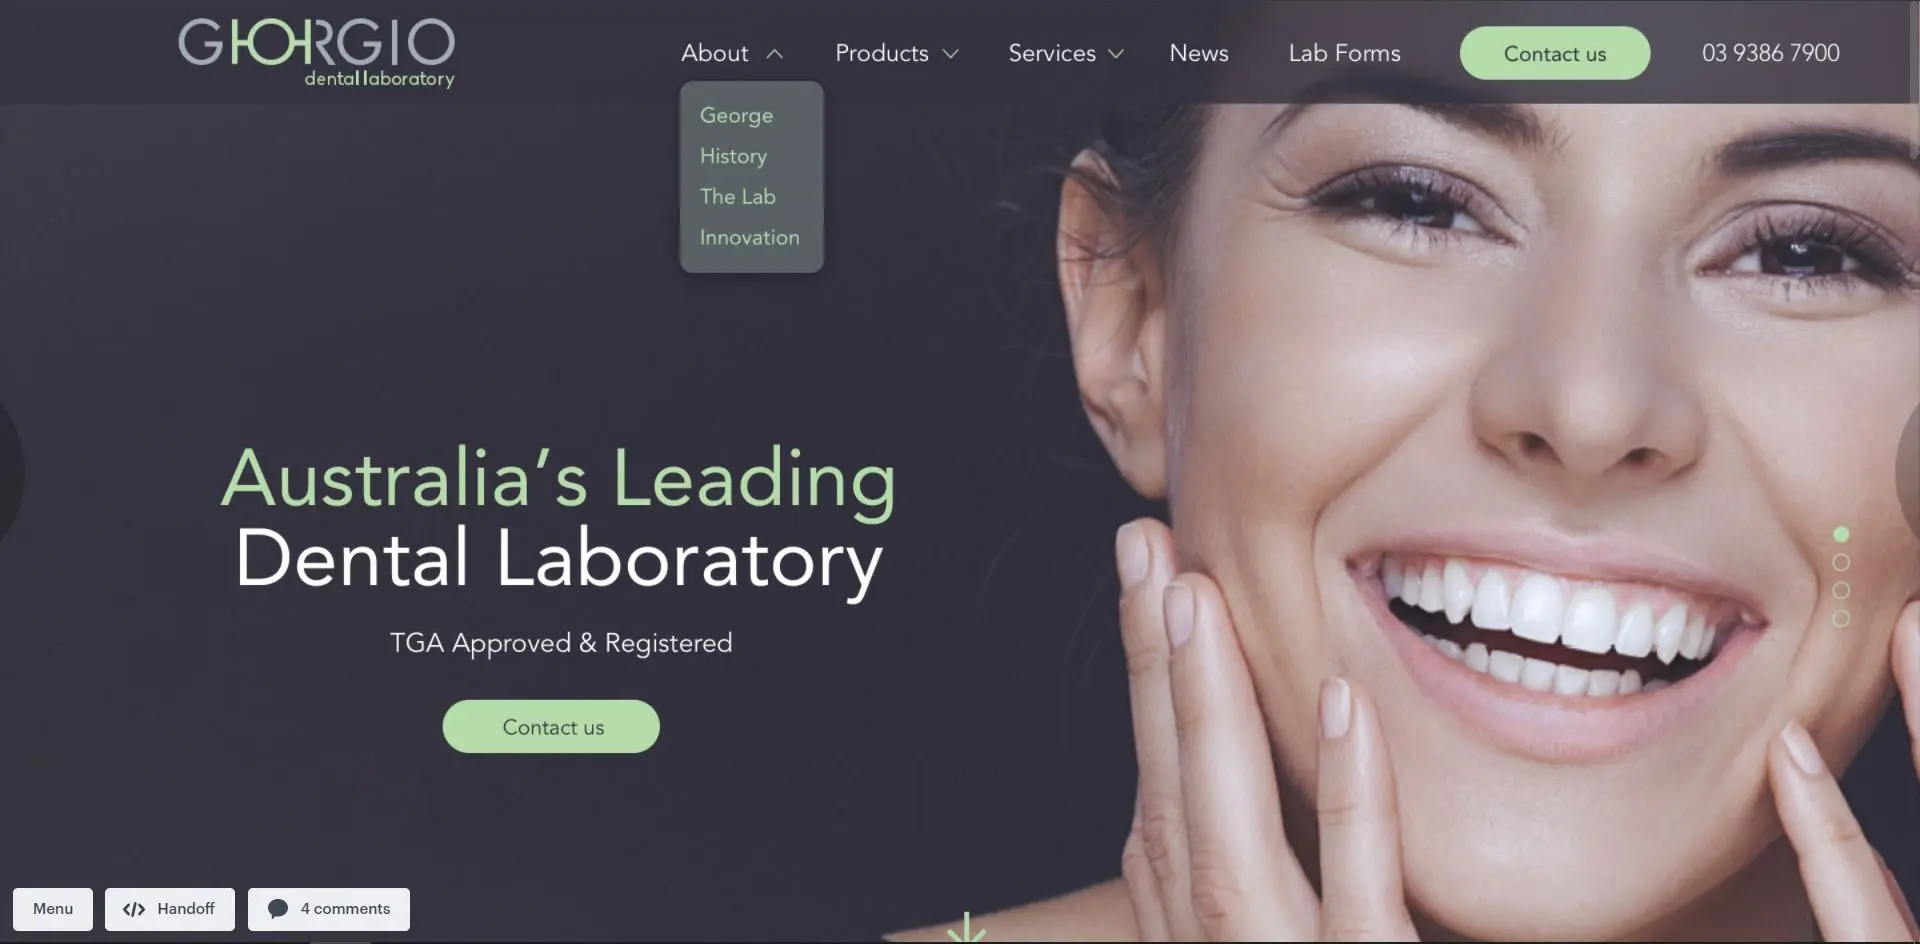 GIORGIO
dental laboratory
About
Products
Services
News
Lab Forms
Contact us
03 9386 7900
George
History
The Lab
Innovation
Australia’s Leading
Dental Laboratory
TGA Approved & Registered
Contact us
Menu
</> Handoff
4 comments